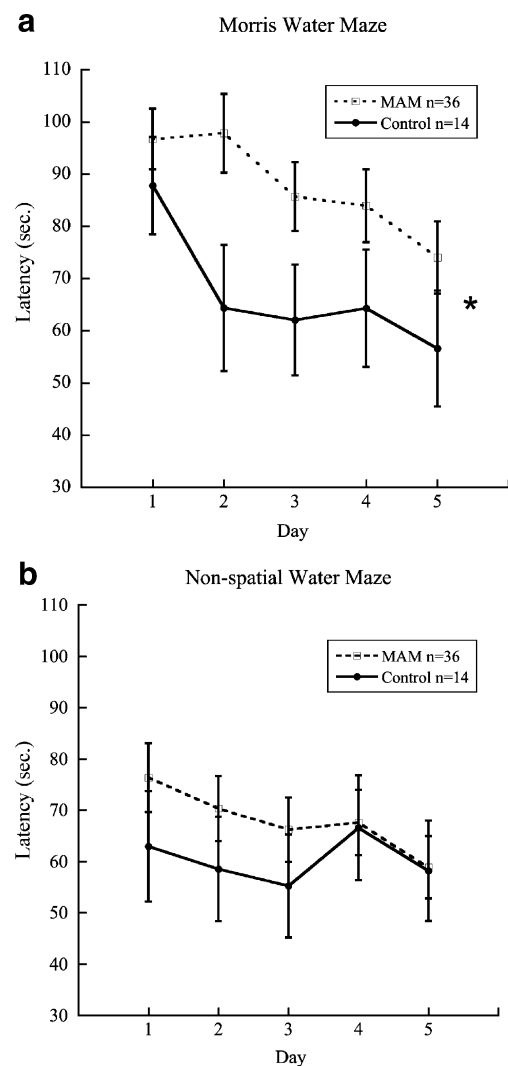 a
Morris Water Maze
110
100
90
80
70
60
50
40
30
Latency (sec.)
MAM n=36
Control n=14
*
1 2 3 4 5
Day
b
Non-spatial Water Maze
110
100
90
80
70
60
50
40
30
Latency (sec.)
MAM n=36
Control n=14
1 2 3 4 5
Day